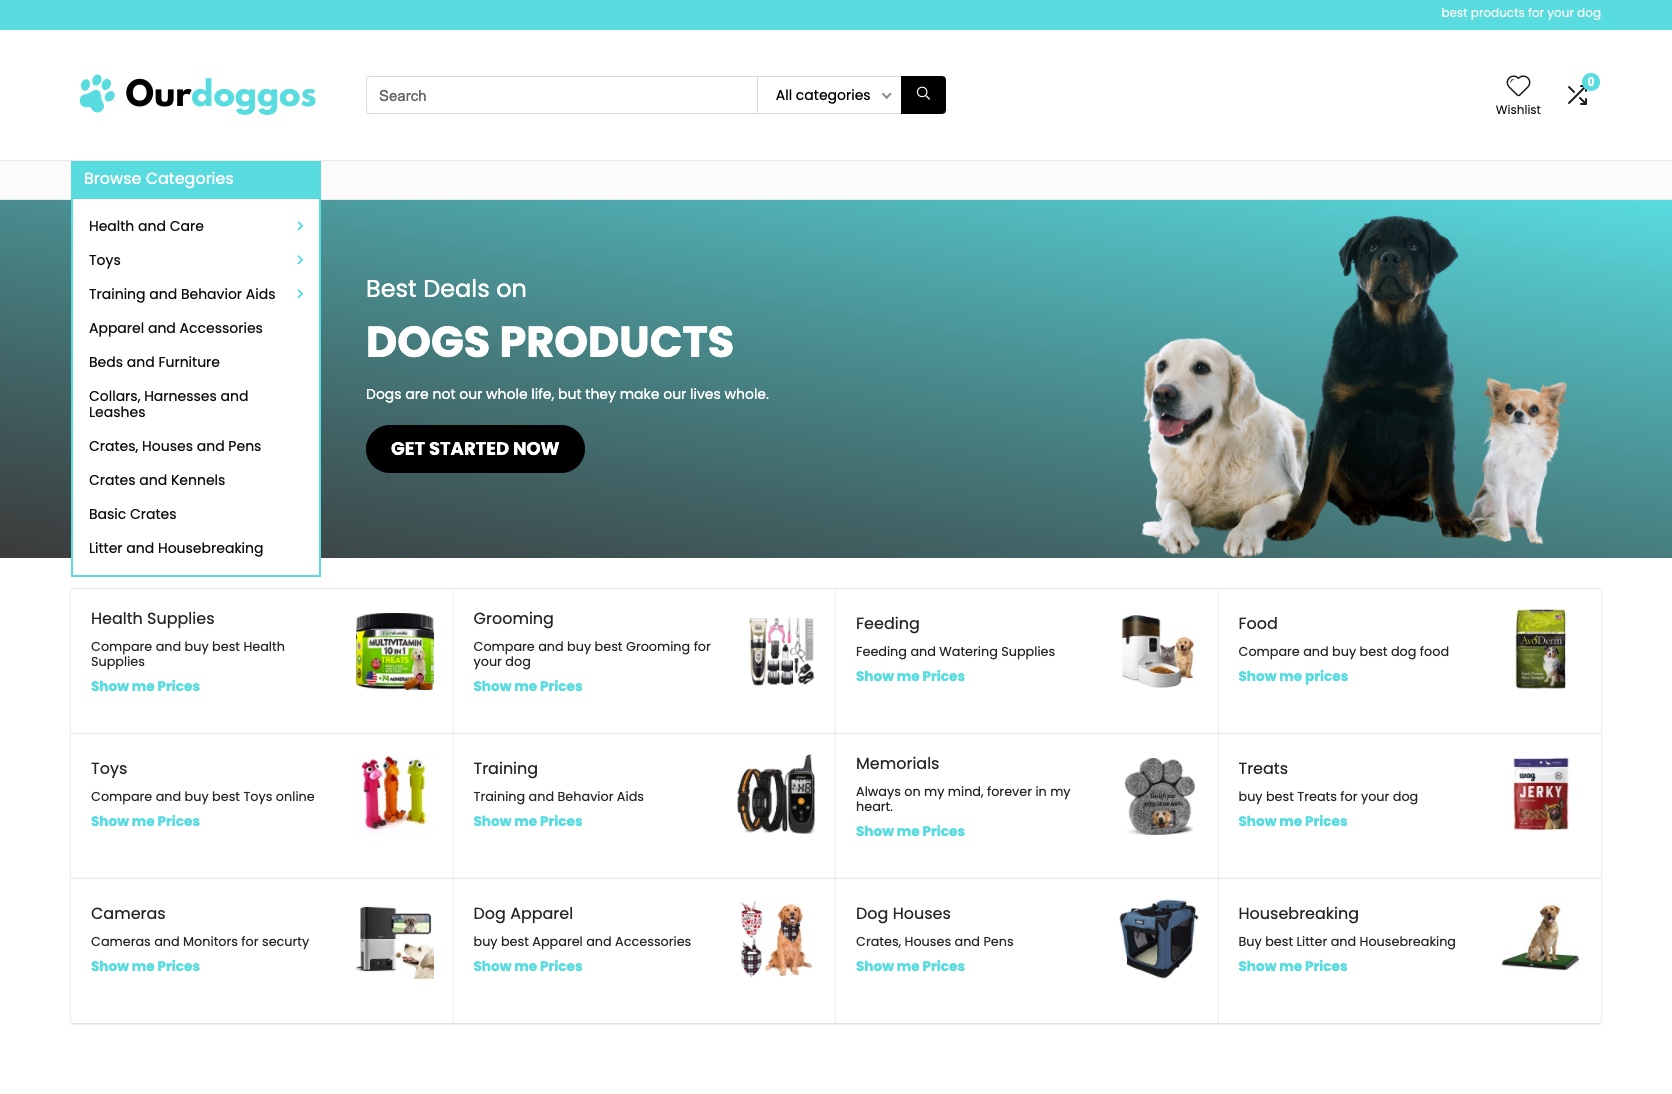 best products for your dog
Ourdoggos
Search
All categories
Wishlist
0
Browse Categories
Health and Care
Toys
Training and Behavior Aids
Apparel and Accessories
Beds and Furniture
Collars, Harnesses and
Leashes
Crates, Houses and Pens
Crates and Kennels
Basic Crates
Litter and Housebreaking
Best Deals on
DOGS PRODUCTS
Dogs are not our whole life, but they make our lives whole.
GET STARTED NOW
Health Supplies
Compare and buy best Health
Supplies
Show me Prices
MULTIVITAMIN
10 IN 1
TREATS
Grooming
Compare and buy best Grooming for
your dog
Show me Prices
Feeding
Feeding and Watering Supplies
Show me Prices
Food
Compare and buy best dog food
Show me prices
AvoDerm
Toys
Compare and buy best Toys online
Show me Prices
Training
Training and Behavior Aids
Show me Prices
Memorials
Always on my mind, forever in my
heart.
Show me Prices
Treats
buy best Treats for your dog
Show me Prices
wag
JERKY
Cameras
Cameras and Monitors for securty
Show me Prices
Dog Apparel
buy best Apparel and Accessories
Show me Prices
Dog Houses
Crates, Houses and Pens
Show me Prices
Housebreaking
Buy best Litter and Housebreaking
Show me Prices